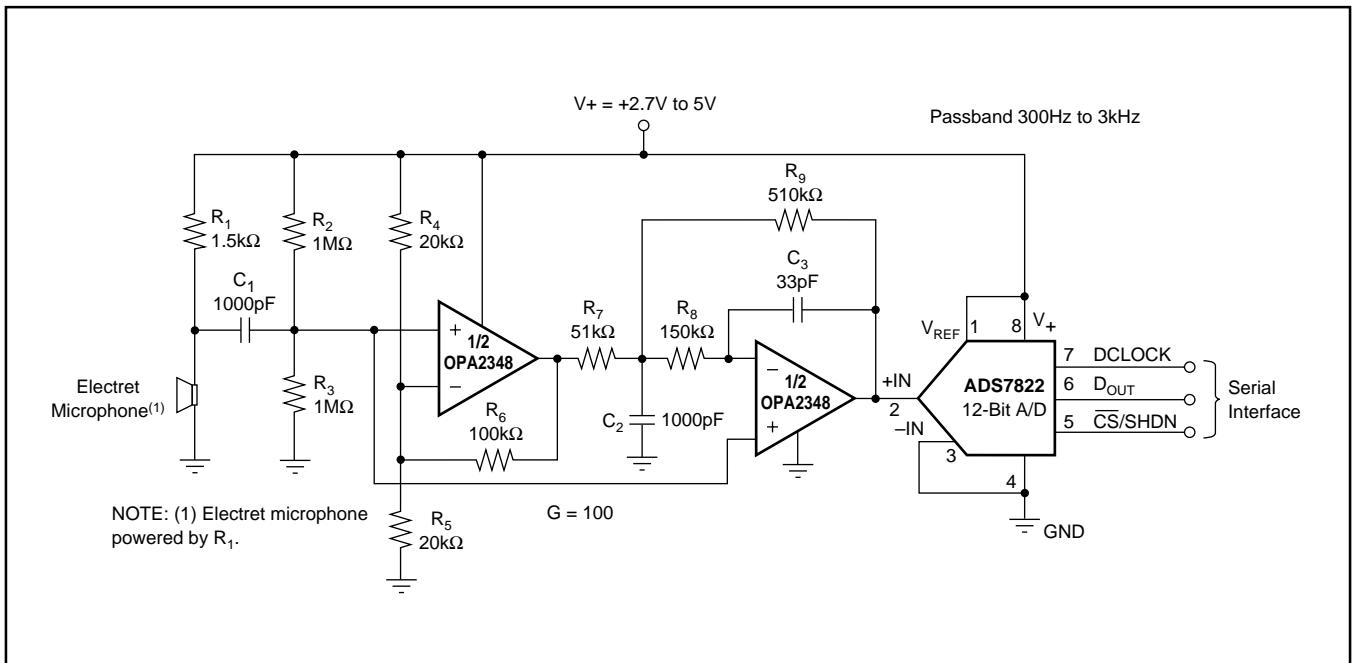 V+ = +2.7V to 5V
Passband 300Hz to 3kHz
R1
1.5kΩ
R2
1MΩ
R4
20kΩ
R9
510kΩ
C3
33pF
C1
1000pF
R7
51kΩ
R8
150kΩ
+
1/2
OPA2348
−
−
1/2
OPA2348
+
VREF
1
8
V+
7
DCLOCK
6
DOUT
5
CS/SHDN
Serial
Interface
+IN
2
−IN
3
ADS7822
12-Bit A/D
4
GND
Electret
Microphone(1)
R3
1MΩ
R6
100kΩ
C2
1000pF
R5
20kΩ
G = 100
NOTE: (1) Electret microphone
powered by R1.